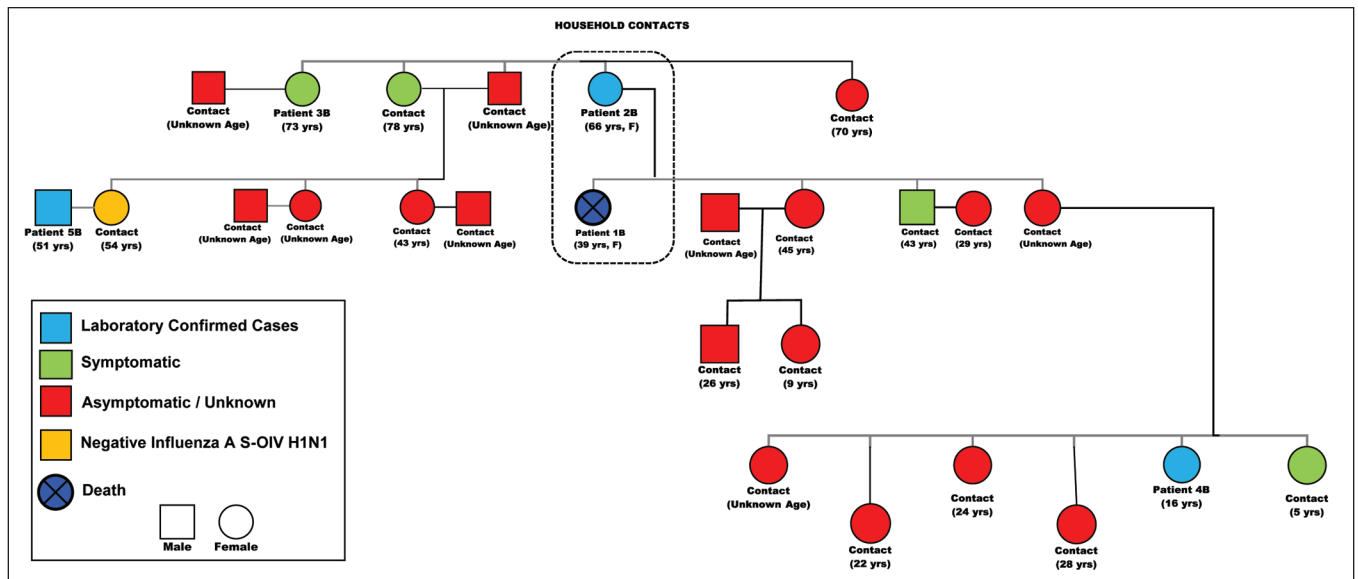 HOUSEHOLD CONTACTS
Contact
(Unknown Age)
Patient 3B
(73 yrs)
Contact
(78 yrs)
Contact
(Unknown Age)
Patient 2B
(66 yrs, F)
Contact
(70 yrs)
Patient 5B
(51 yrs)
Contact
(54 yrs)
Contact
(Unknown Age)
Contact
(Unknown Age)
Contact
(43 yrs)
Contact
(Unknown Age)
Patient 1B
(39 yrs, F)
Contact
(Unknown Age)
Contact
(45 yrs)
Contact
(43 yrs)
Contact
(29 yrs)
Contact
(Unknown Age)
Contact
(26 yrs)
Contact
(9 yrs)
Contact
(Unknown Age)
Contact
(22 yrs)
Contact
(24 yrs)
Contact
(28 yrs)
Patient 4B
(16 yrs)
Contact
(5 yrs)
Laboratory Confirmed Cases
Symptomatic
Asymptomatic / Unknown
Negative Influenza A S-OIV H1N1
Death
Male
Female